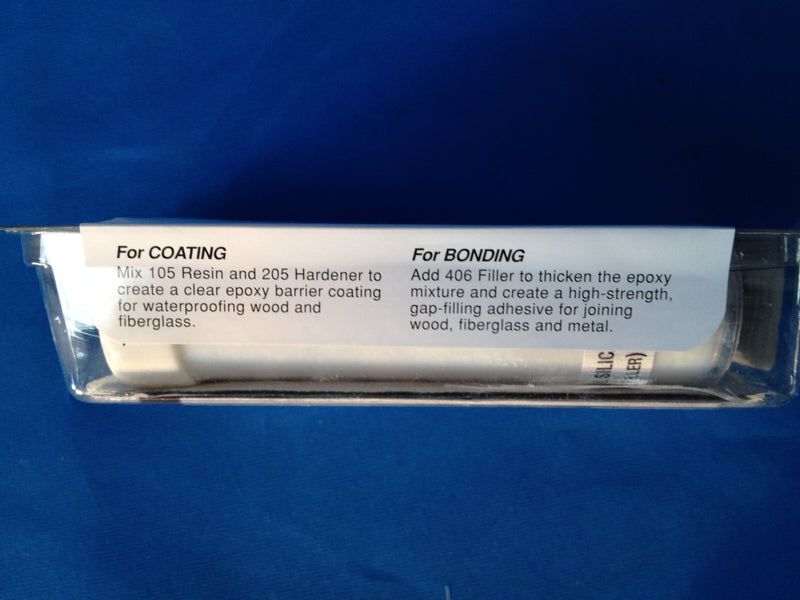 For COATING
Mix 105 Resin and 205 Hardener to
create a clear epoxy barrier coating
for waterproofing wood and
fiberglass.
For BONDING
Add 406 Filler to thicken the epoxy
mixture and create a high-strength,
gap-filling adhesive for joining
wood, fiberglass and metal.